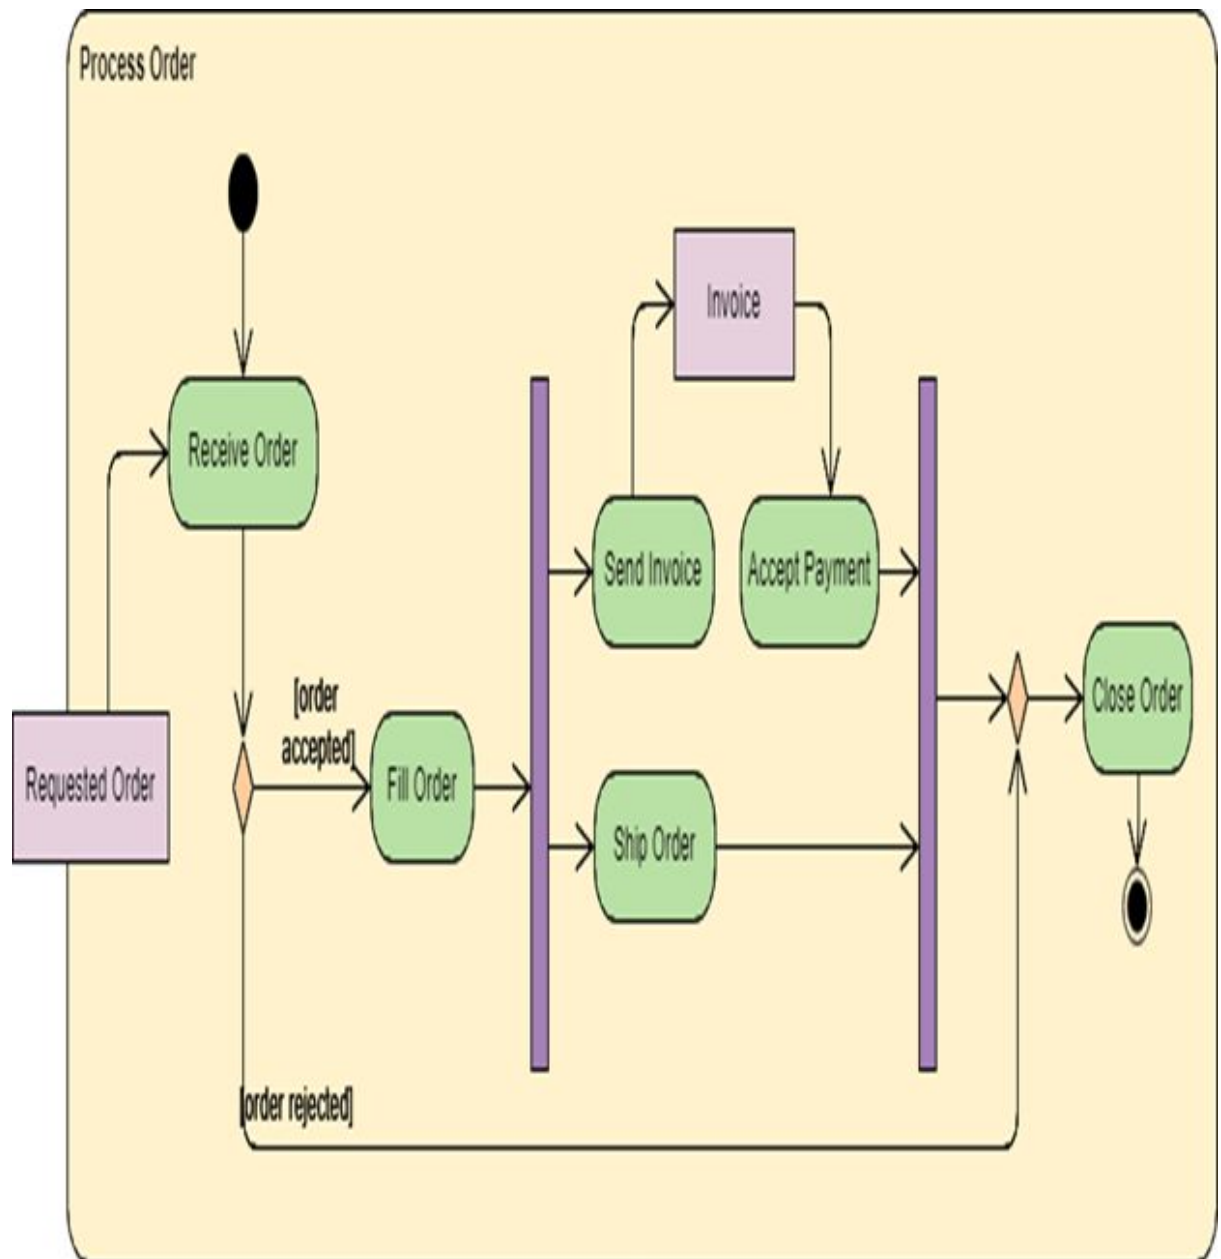 Process Order
Invoice
Receive Order
Send Invoice
Accept Payment
[order
accepted]
Close Order
Requested Order
Fill Order
Ship Order
[order rejected]